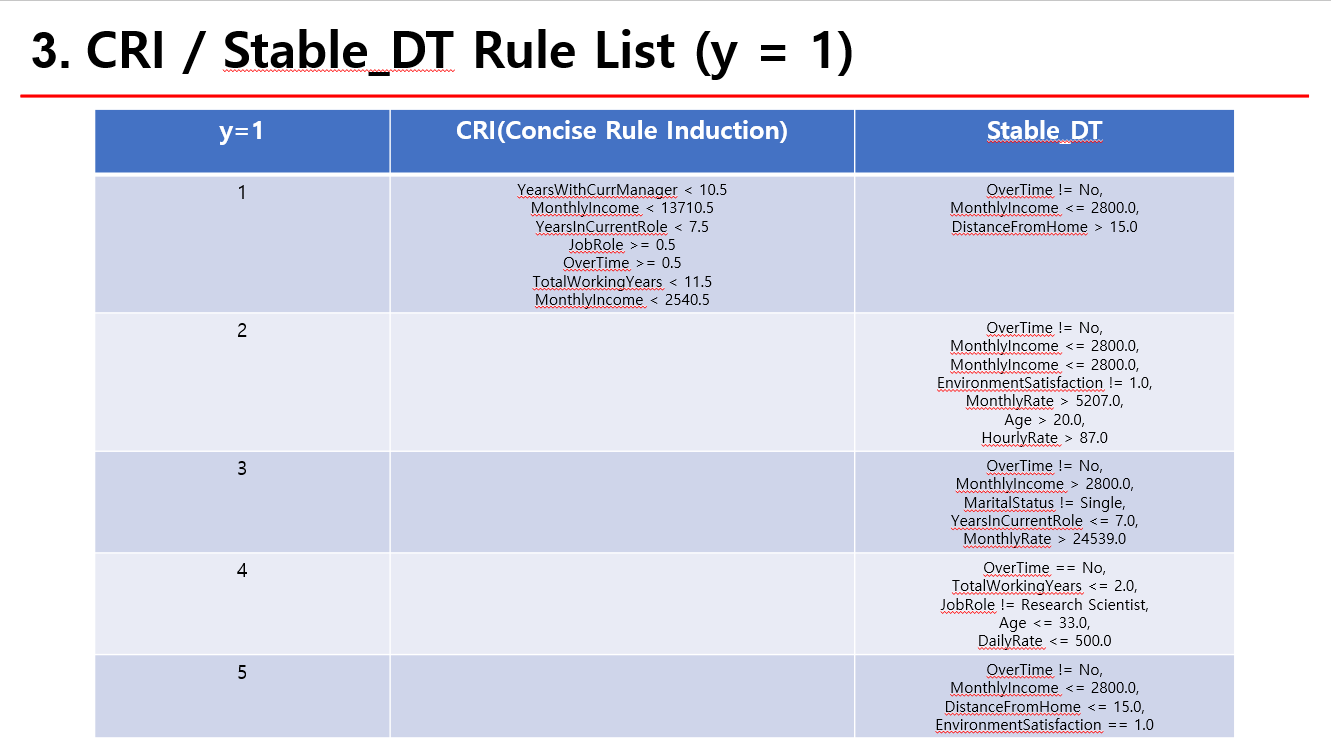 3. CRI / Stable_DT Rule List (y = 1)
y=1
CRI(Concise Rule Induction)
Stable_DT
1
YearsWithCurrManager < 10.5
MonthlyIncome < 13710.5
YearsInCurrentRole < 7.5
JobRole >= 0.5
OverTime >= 0.5
TotalWorkingYears < 11.5
MonthlyIncome < 2540.5
OverTime != No,
MonthlyIncome <= 2800.0,
DistanceFromHome > 15.0
2
OverTime != No,
MonthlyIncome <= 2800.0,
MonthlyIncome <= 2800.0,
EnvironmentSatisfaction != 1.0,
MonthlyRate > 5207.0,
Age > 20.0,
HourlyRate > 87.0
3
OverTime != No,
MonthlyIncome > 2800.0,
MaritalStatus != Single,
YearsInCurrentRole <= 7.0,
MonthlyRate > 24539.0
4
OverTime == No,
TotalWorkingYears <= 2.0,
JobRole != Research Scientist,
Age <= 33.0,
DailyRate <= 500.0
5
OverTime != No,
MonthlyIncome <= 2800.0,
DistanceFromHome <= 15.0,
EnvironmentSatisfaction == 1.0